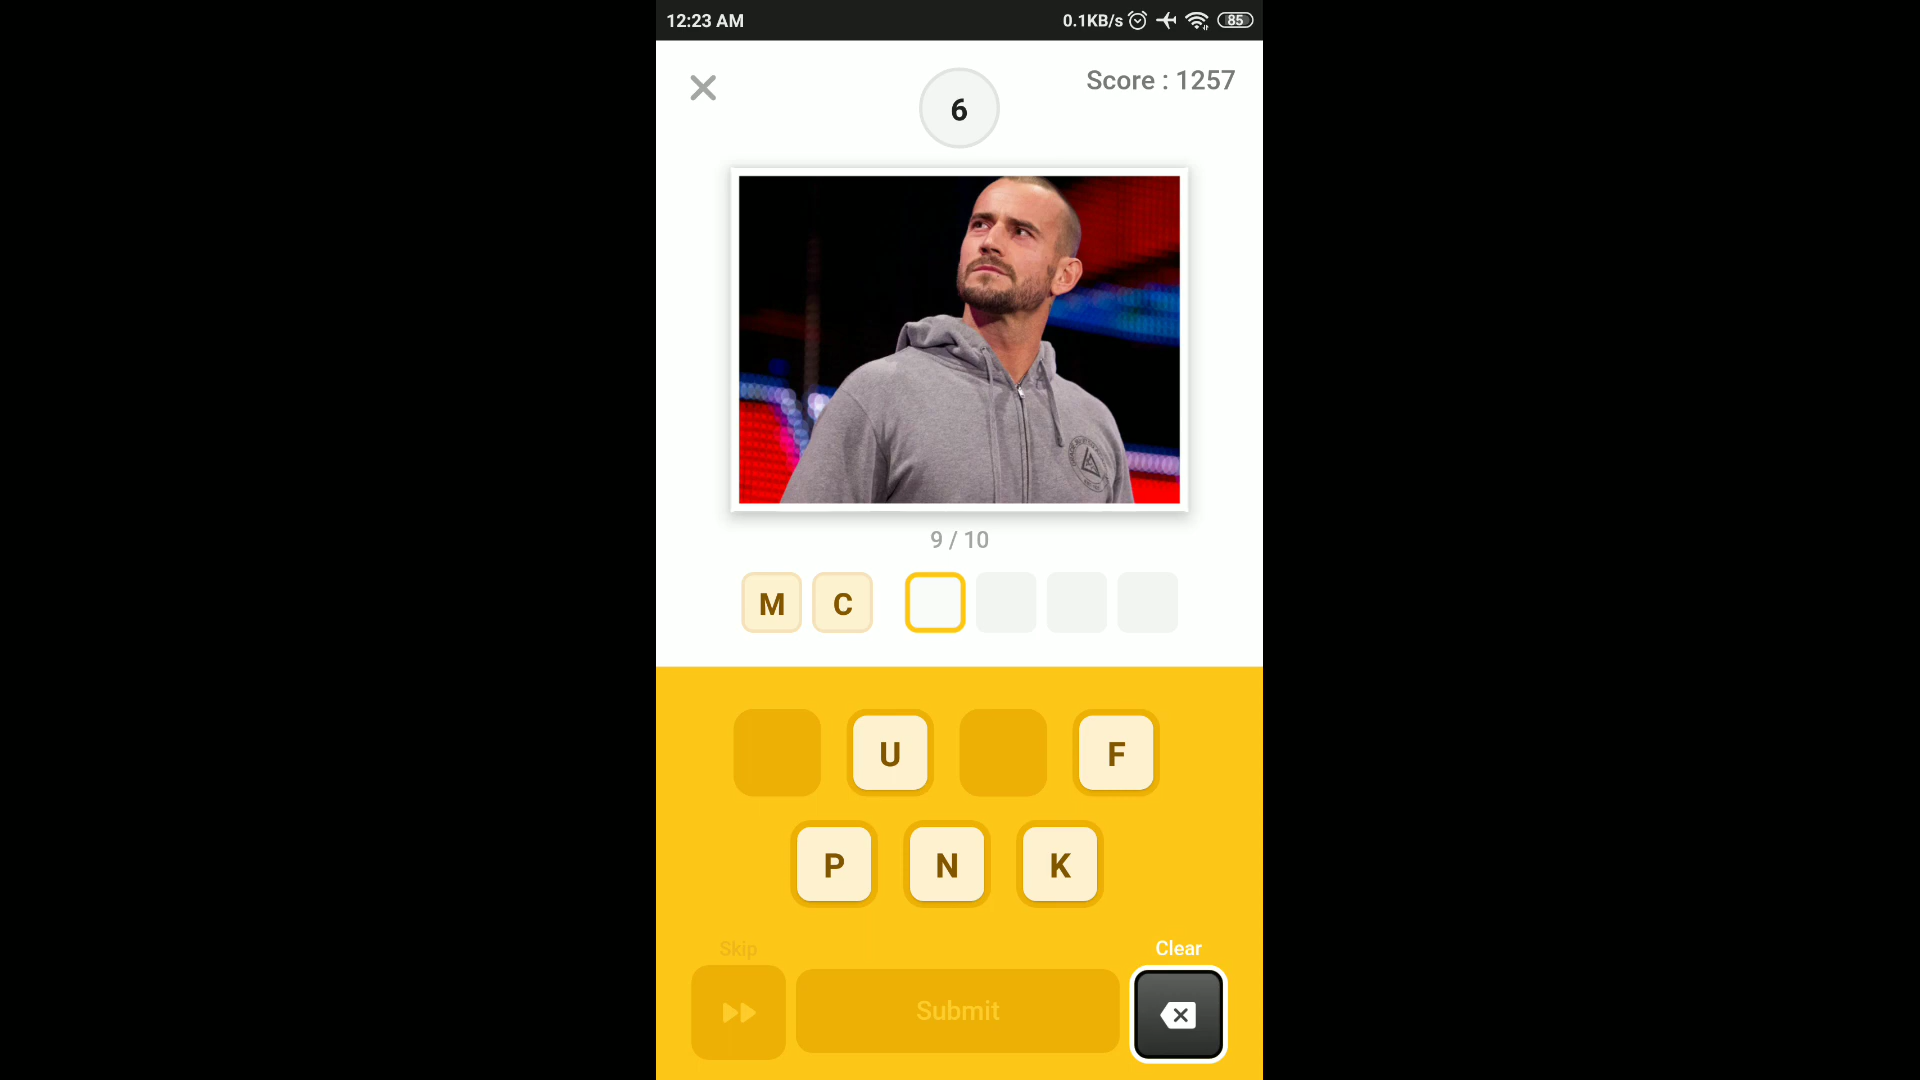 12:23 AM 0.1KB/s 85
Score : 1257
6
9 / 10
M C
U F
P N K
Skip Clear
Submit